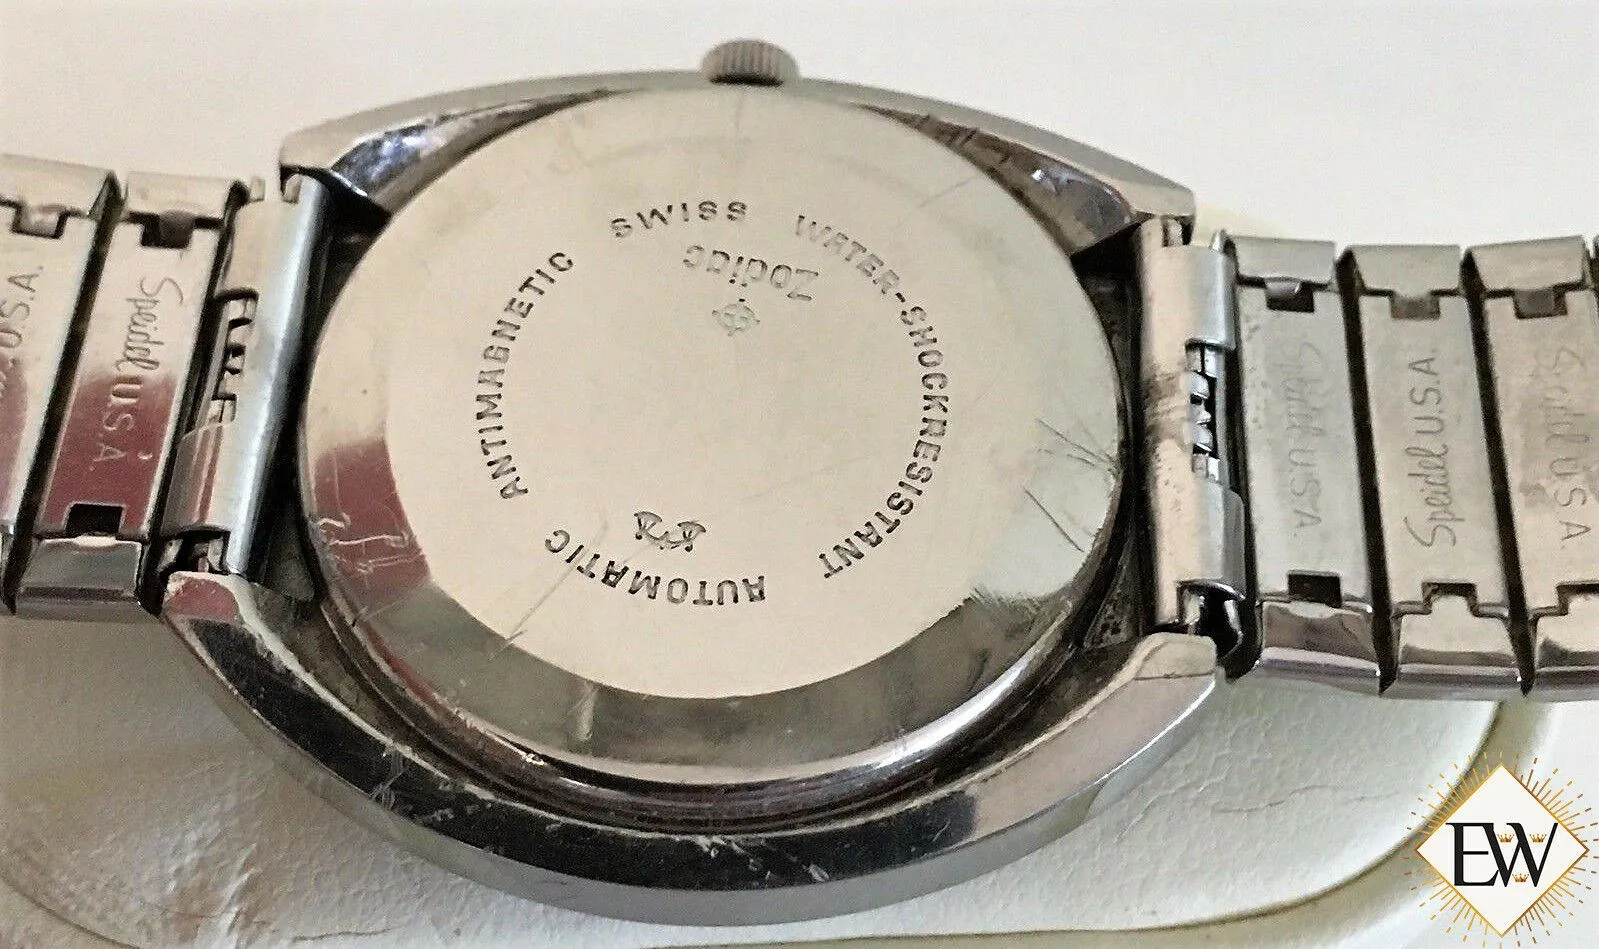 SWISS
WATER-SHOCKRESISTANT
AUTOMATIC
ANTIMAGNETIC
Zodiac
Speidel U.S.A.
Speidel U.S.A.
Speidel U.S.A.
Speidel U.S.A.
U.S.A.
EW